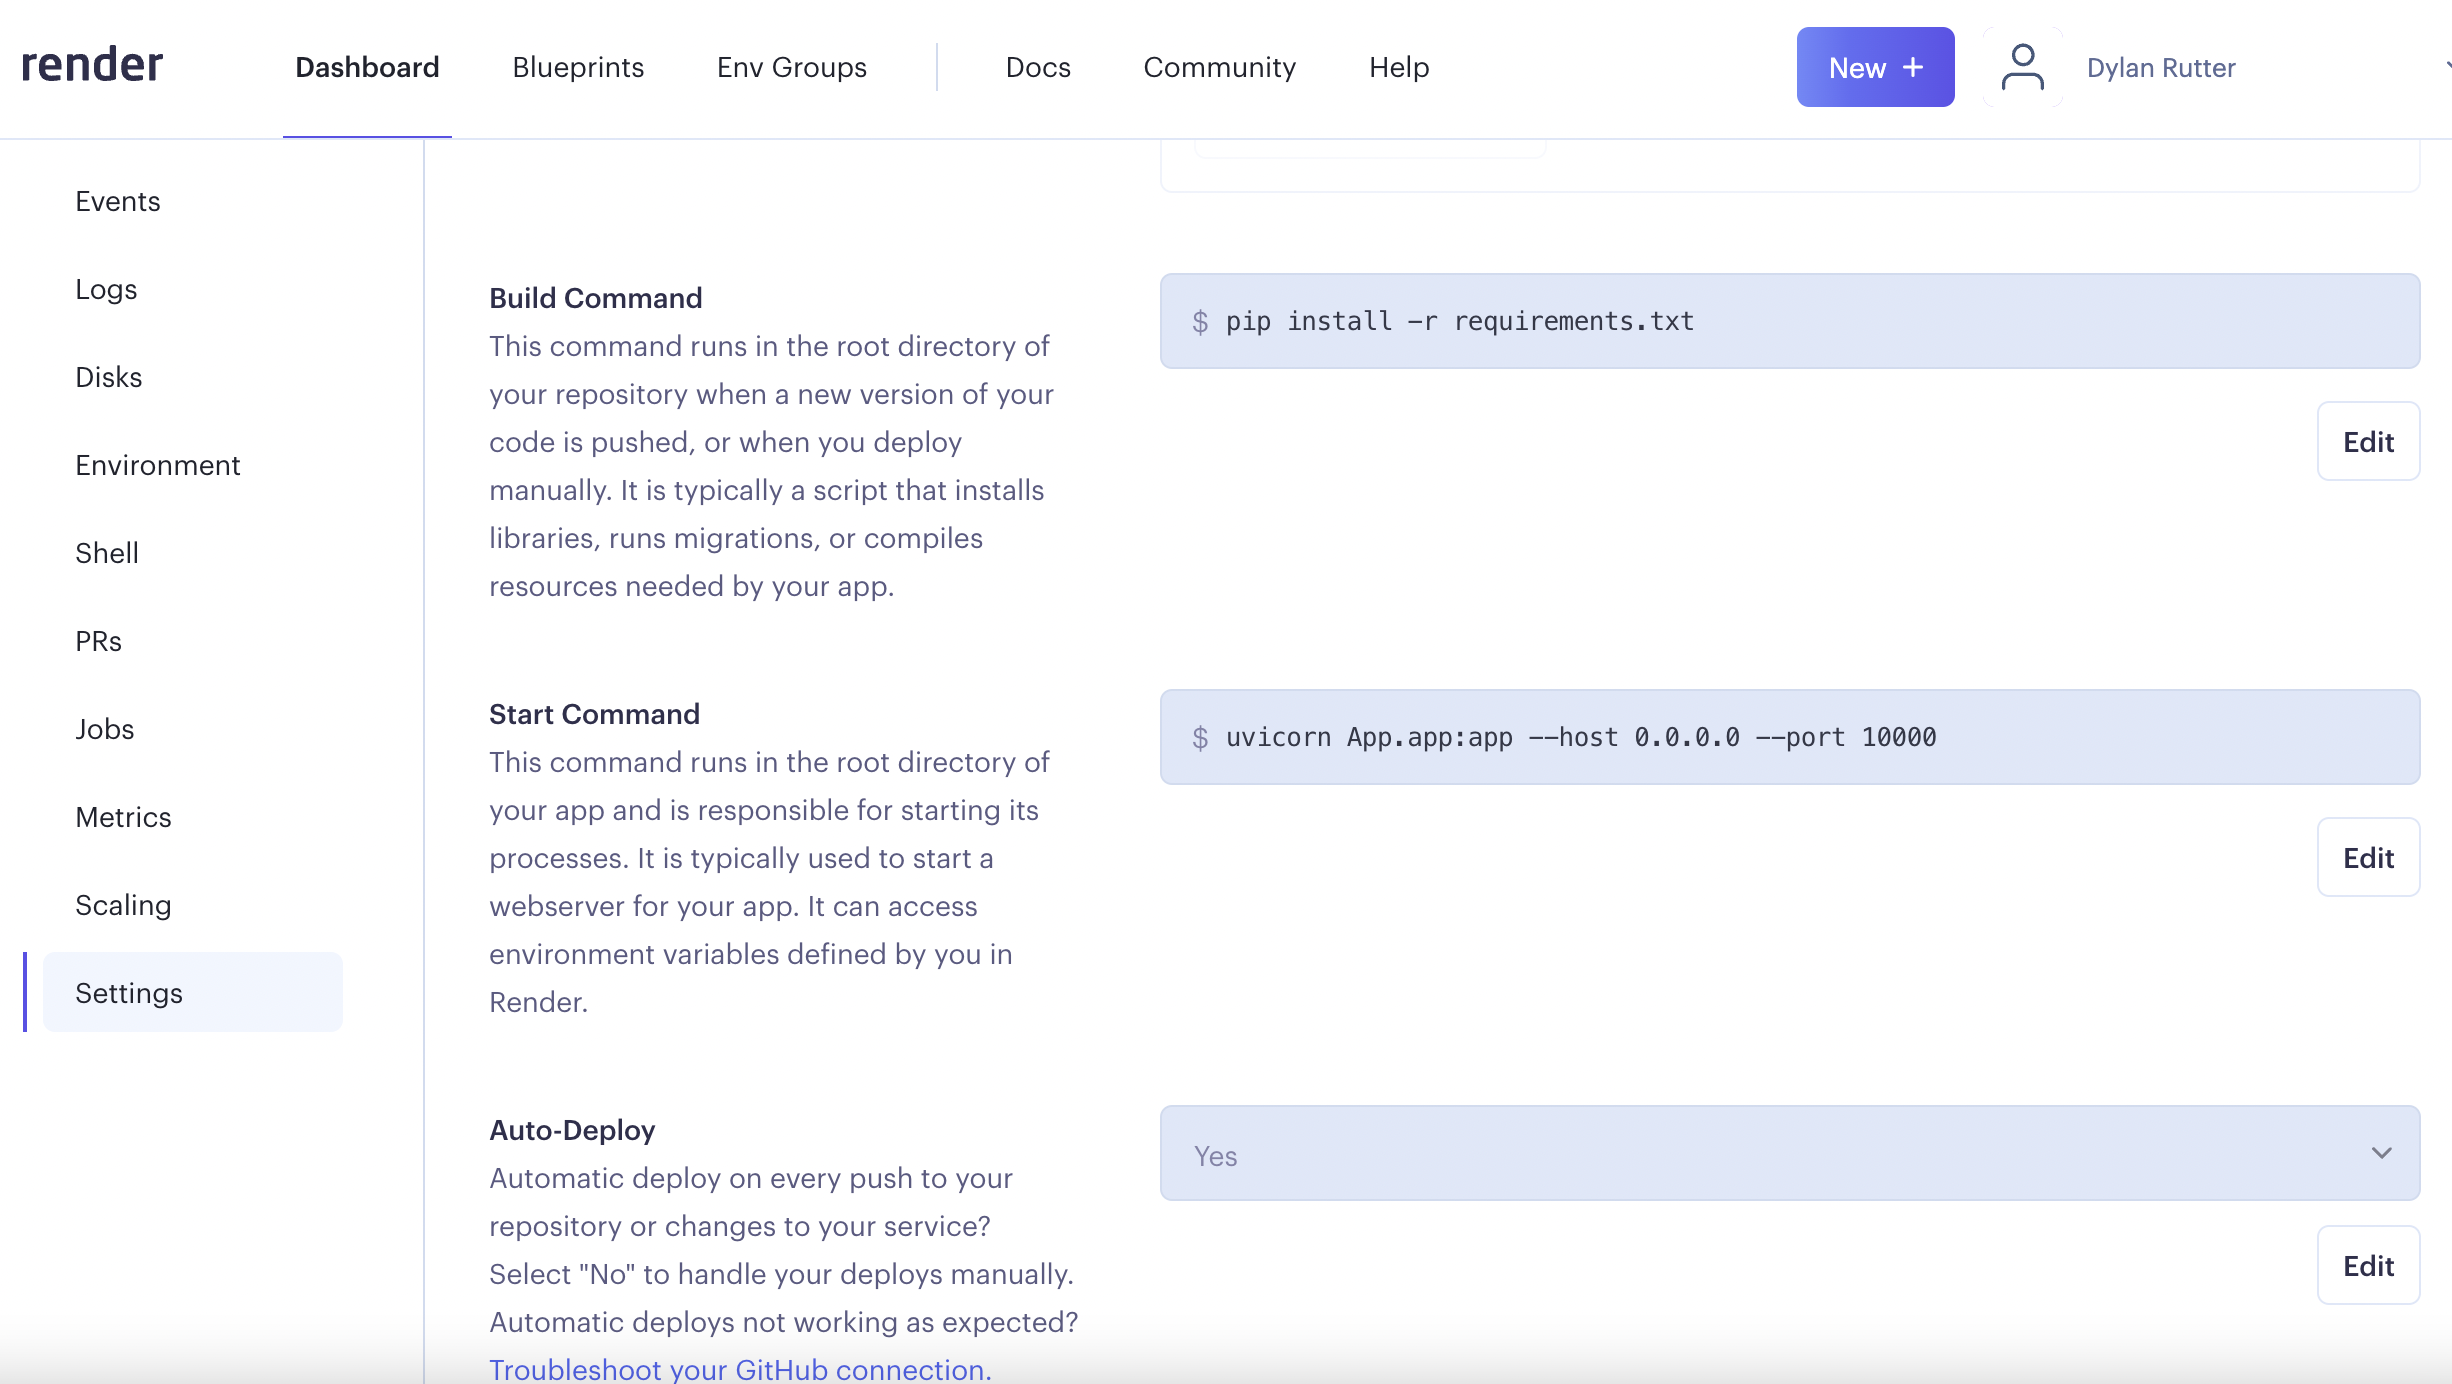 render
Dashboard
Blueprints
Env Groups
Docs
Community
Help
New +
Dylan Rutter
Events
Logs
Disks
Environment
Shell
PRs
Jobs
Metrics
Scaling
Settings
Build Command
This command runs in the root directory of
your repository when a new version of your
code is pushed, or when you deploy
manually. It is typically a script that installs
libraries, runs migrations, or compiles
resources needed by your app.
$ pip install -r requirements.txt
Edit
Start Command
This command runs in the root directory of
your app and is responsible for starting its
processes. It is typically used to start a
webserver for your app. It can access
environment variables defined by you in
Render.
$ uvicorn App.app:app --host 0.0.0.0 --port 10000
Edit
Auto-Deploy
Automatic deploy on every push to your
repository or changes to your service?
Select "No" to handle your deploys manually.
Automatic deploys not working as expected?
Troubleshoot your GitHub connection.
Yes
Edit